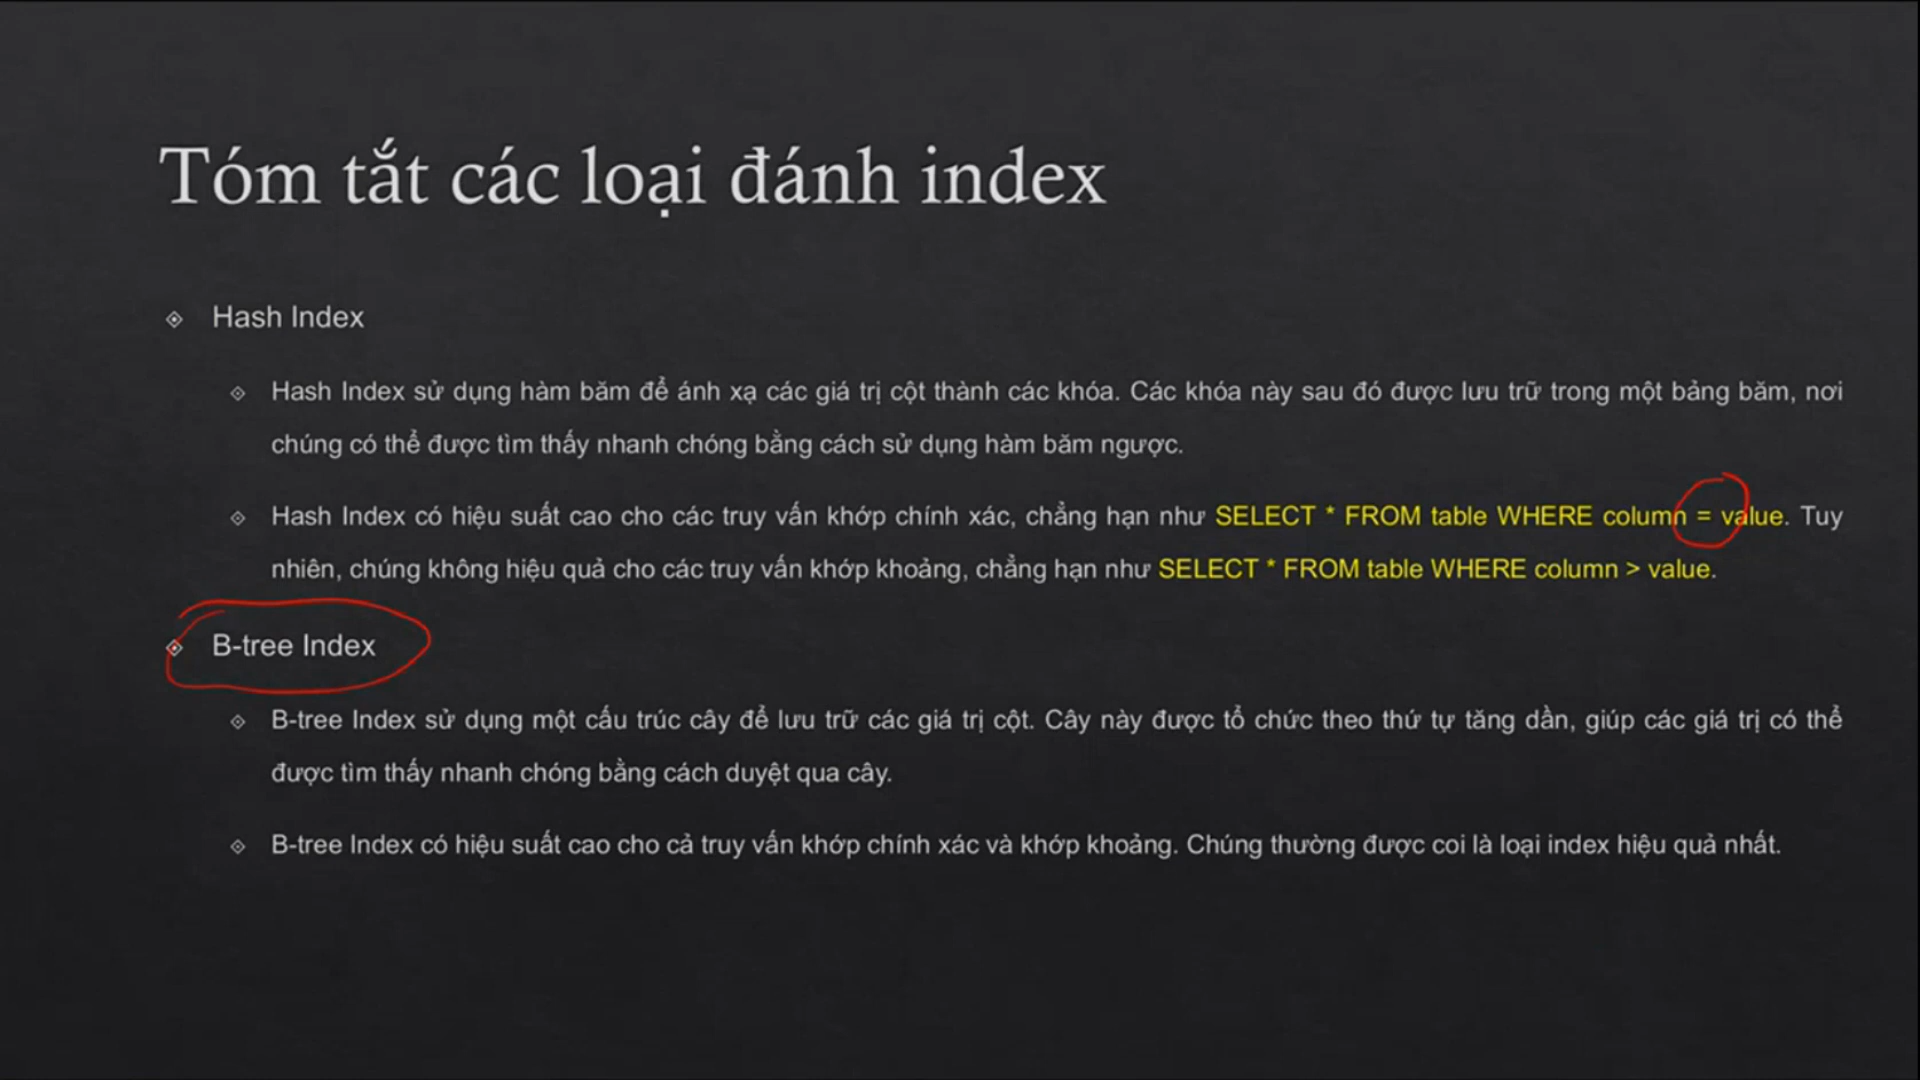 Tóm tắt các loại đánh index
Hash Index
Hash Index sử dụng hàm băm để ánh xạ các giá trị cột thành các khóa. Các khóa này sau đó được lưu trữ trong một bảng băm, nơi
chúng có thể được tìm thấy nhanh chóng bằng cách sử dụng hàm băm ngược.
Hash Index có hiệu suất cao cho các truy vấn khớp chính xác, chẳng hạn như SELECT * FROM table WHERE column = value. Tuy
nhiên, chúng không hiệu quả cho các truy vấn khớp khoảng, chẳng hạn như SELECT * FROM table WHERE column > value.
B-tree Index
B-tree Index sử dụng một cấu trúc cây để lưu trữ các giá trị cột. Cây này được tổ chức theo thứ tự tăng dần, giúp các giá trị có thể
được tìm thấy nhanh chóng bằng cách duyệt qua cây.
B-tree Index có hiệu suất cao cho cả truy vấn khớp chính xác và khớp khoảng. Chúng thường được coi là loại index hiệu quả nhất.